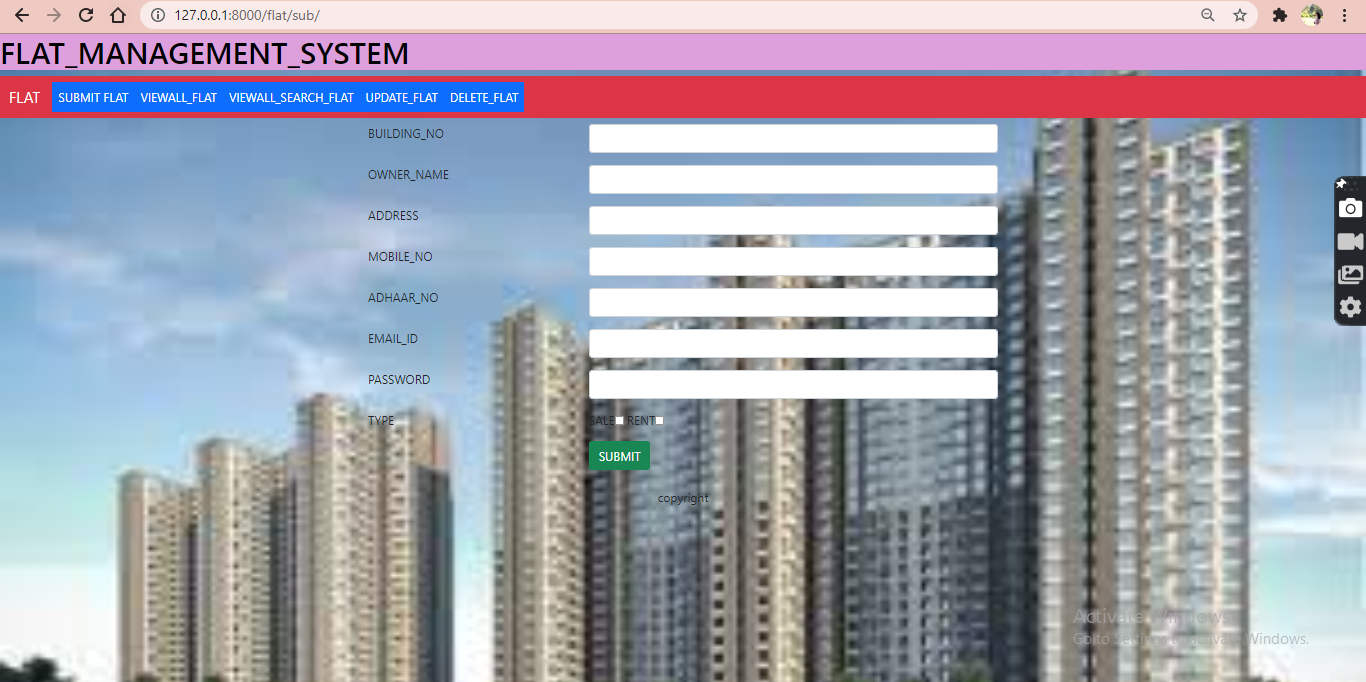 127.0.0.1:8000/flat/sub/
FLAT_MANAGEMENT_SYSTEM
FLAT SUBMIT FLAT VIEWALL_FLAT VIEWALL_SEARCH_FLAT UPDATE_FLAT DELETE_FLAT
BUILDING_NO
OWNER_NAME
ADDRESS
MOBILE_NO
ADHAAR_NO
EMAIL_ID
PASSWORD
TYPE SALE RENT
SUBMIT
copyright
Activate Windows
Go to Settings to activate Windows.